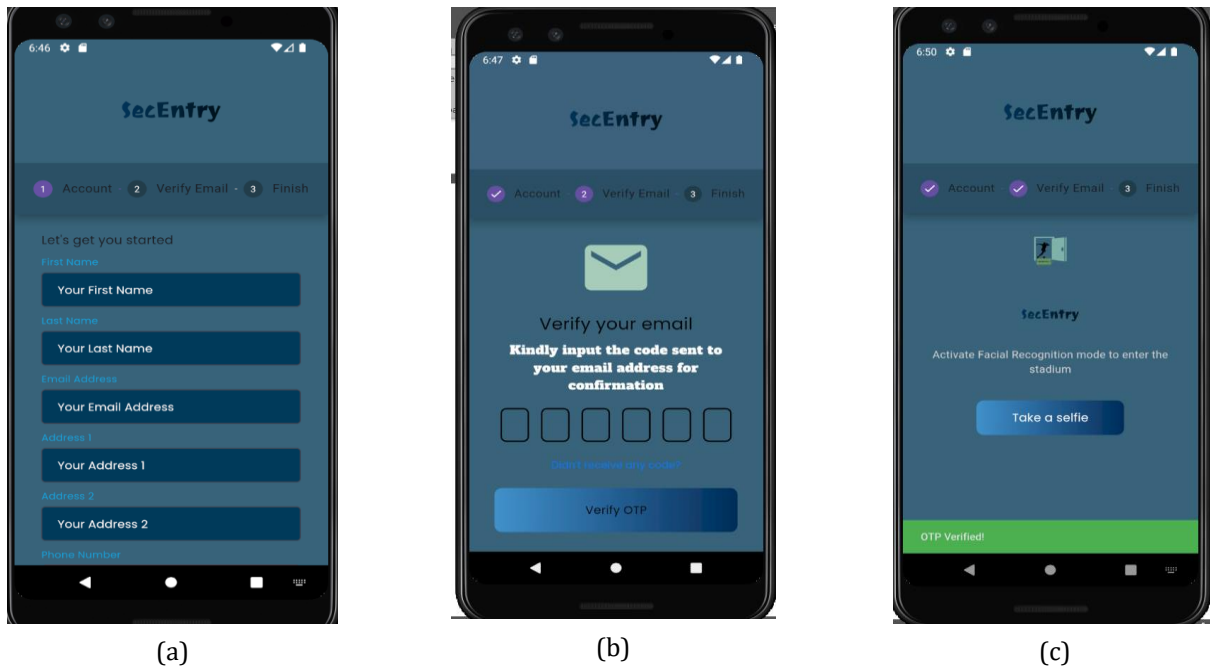 6:46
SecEntry
1 Account - 2 Verify Email - 3 Finish
Let's get you started
First Name
Your First Name
Last Name
Your Last Name
Email Address
Your Email Address
Address 1
Your Address 1
Address 2
Your Address 2
Phone Number
(a)
6:47
SecEntry
Account 2 Verify Email 3 Finish
Verify your email
Kindly input the code sent to
your email address for
confirmation
Didn't receive any code?
Verify OTP
(b)
6:50
SecEntry
Account - Verify Email 3 Finish
SecEntry
Activate Facial Recognition mode to enter the
stadium
Take a selfie
OTP Verified!
(c)